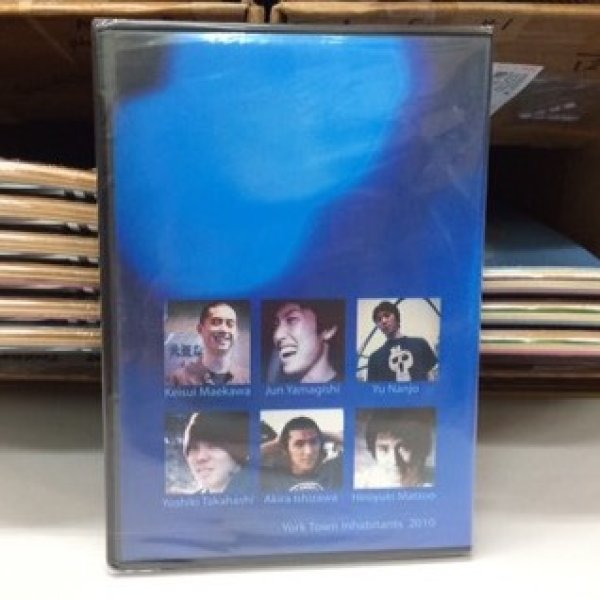 Keisui Maekawa
Jun Yamagishi
Yu Nanjo
Yoshiki Takahashi
Akira Ishizawa
Hiroyuki Matsuo
York Town Inhabitants 2010